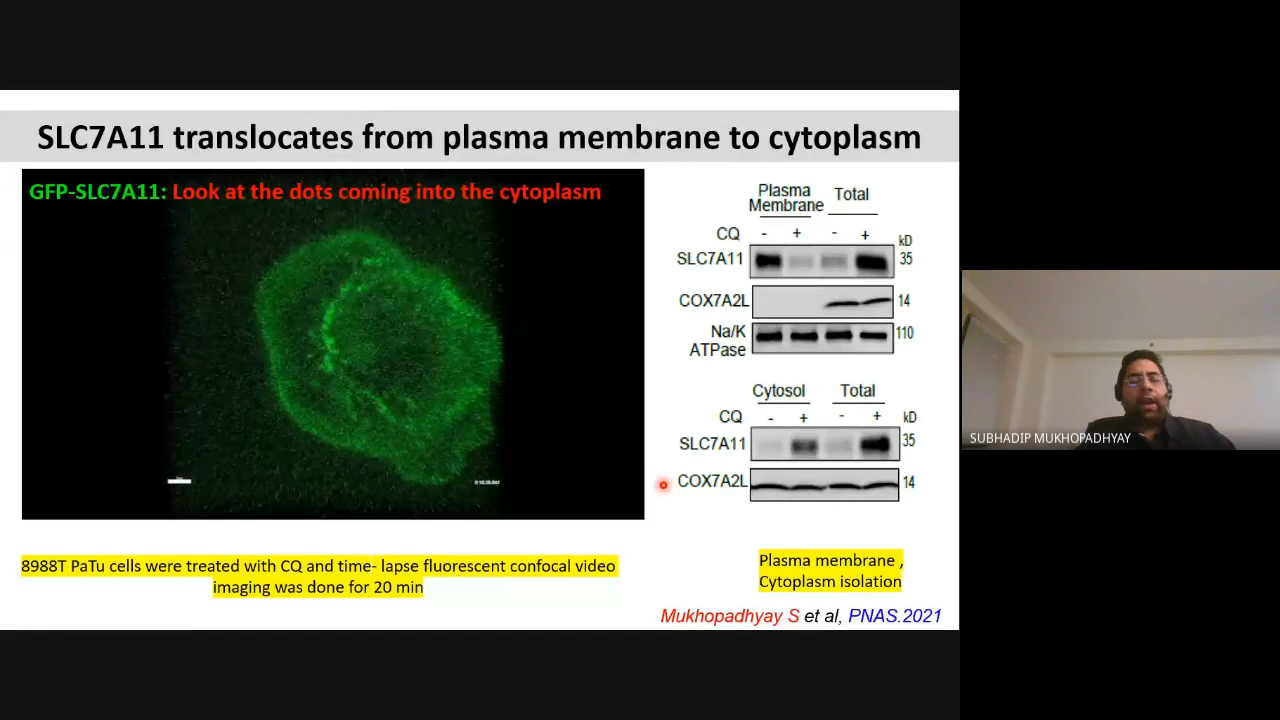 SLC7A11 translocates from plasma membrane to cytoplasm
GFP-SLC7A11: Look at the dots coming into the cytoplasm
8988T PaTu cells were treated with CQ and time- lapse fluorescent confocal video
imaging was done for 20 min
Plasma
Membrane
Total
CQ - + - +
kD
SLC7A11 35
COX7A2L 14
Na/K
ATPase
110
Cytosol Total
CQ - + - + kD
SLC7A11 35
COX7A2L 14
Plasma membrane ,
Cytoplasm isolation
Mukhopadhyay S et al, PNAS.2021
SUBHADIP MUKHOPADHYAY